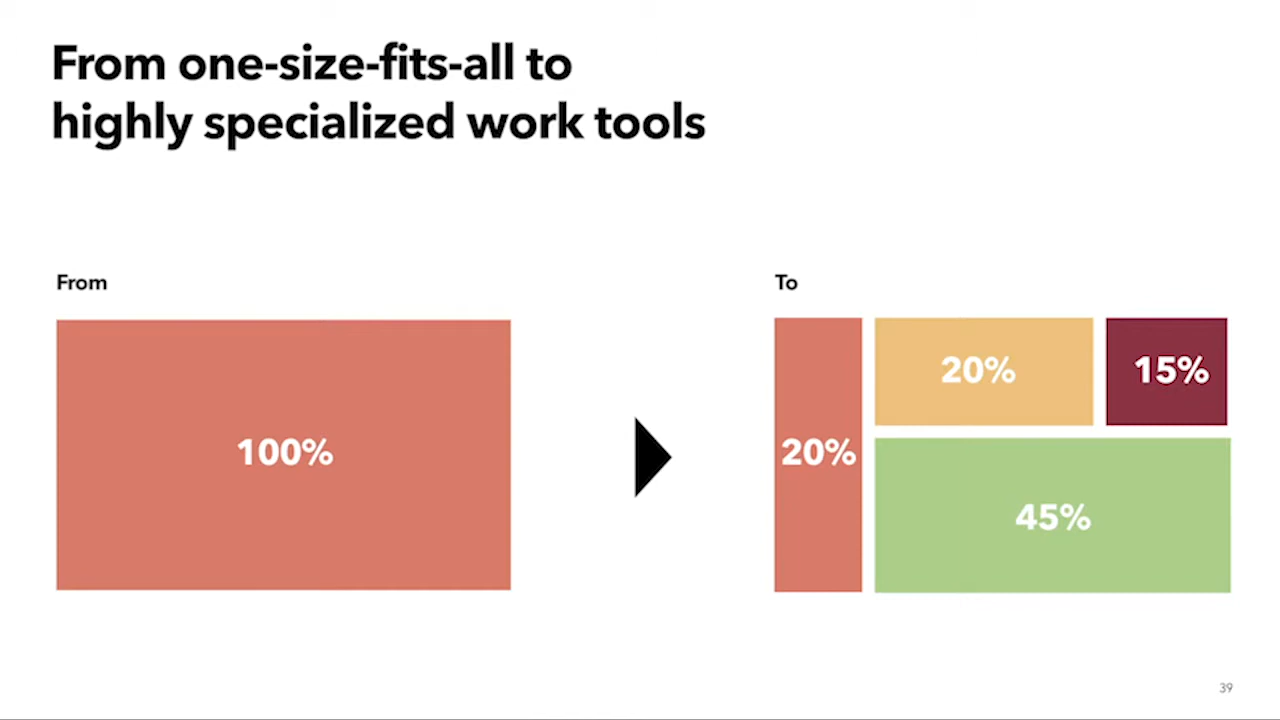 From one-size-fits-all to
highly specialized work tools
From
100%
To
20%
20%
15%
45%
39